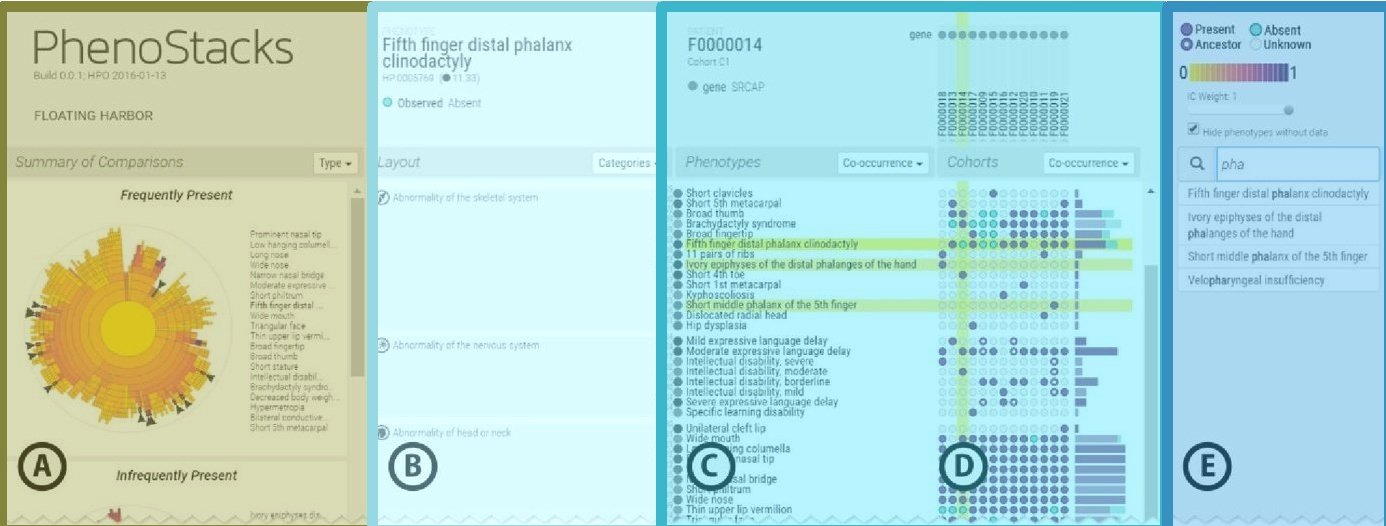 PhenoStacks
Build 0.0.1; HPO 2016-01-13
FLOATING HARBOR
Summary of Comparisons
Type
Frequently Present
Prominent nasal tip
Low hanging columell...
Long nose
Wide nose
Narrow nasal bridge
Moderate expressive ...
Short philtrum
Fifth finger distal ...
Wide mouth
Triangular face
Thin upper lip vermi...
Broad fingertip
Broad thumb
Short stature
Intellectual disabil...
Brachydactyly syndro...
Decreased body weigh...
Hypermetropia
Bilateral conductive...
Short 5th metacarpal
A
Infrequently Present
Ivory epiphyses dis...
PHENOTYPE
Fifth finger distal phalanx
clinodactyly
HP:0005769 (11.33)
Observed Absent
Layout
Categories
Abnormality of the skeletal system
Abnormality of the nervous system
Abnormality of head or neck
B
PATIENT
F0000014
Cohort C1
gene SRCAP
gene
F0000018
F0000013
F0000014
F0000017
F0000009
F0000015
F0000016
F0000012
F0000020
F0000010
F0000011
F0000019
F0000021
Phenotypes
Co-occurrence
Cohorts
Co-occurrence
Short clavicles
Short 5th metacarpal
Broad thumb
Brachydactyly syndrome
Broad fingertip
Fifth finger distal phalanx clinodactyly
11 pairs of ribs
Ivory epiphyses of the distal phalanges of the hand
Short 4th toe
Short 1st metacarpal
Kyphoscoliosis
Short middle phalanx of the 5th finger
Dislocated radial head
Hip dysplasia
Mild expressive language delay
Moderate expressive language delay
Intellectual disability, severe
Intellectual disability, moderate
Intellectual disability, borderline
Intellectual disability, mild
Severe expressive language delay
Specific learning disability
Unilateral cleft lip
Wide mouth
columella
nasal tip
bridge
philtrum
Wide nose
Thin upper lip vermilion
C
D
Present
Absent
Ancestor
Unknown
0
1
IC Weight: 1
Hide phenotypes without data
pha
Fifth finger distal phalanx clinodactyly
Ivory epiphyses of the distal
phalanges of the hand
Short middle phalanx of the 5th finger
Velopharyngeal insufficiency
E